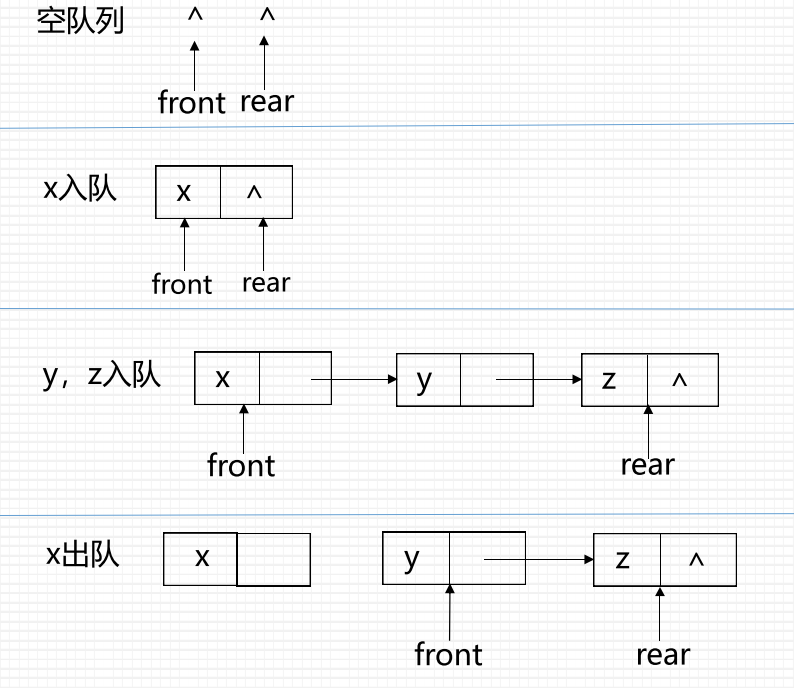 空队列 ^ ^
front rear
x入队 x ^
front rear
y，z入队 x y z ^
front rear
x出队 x y z ^
front rear